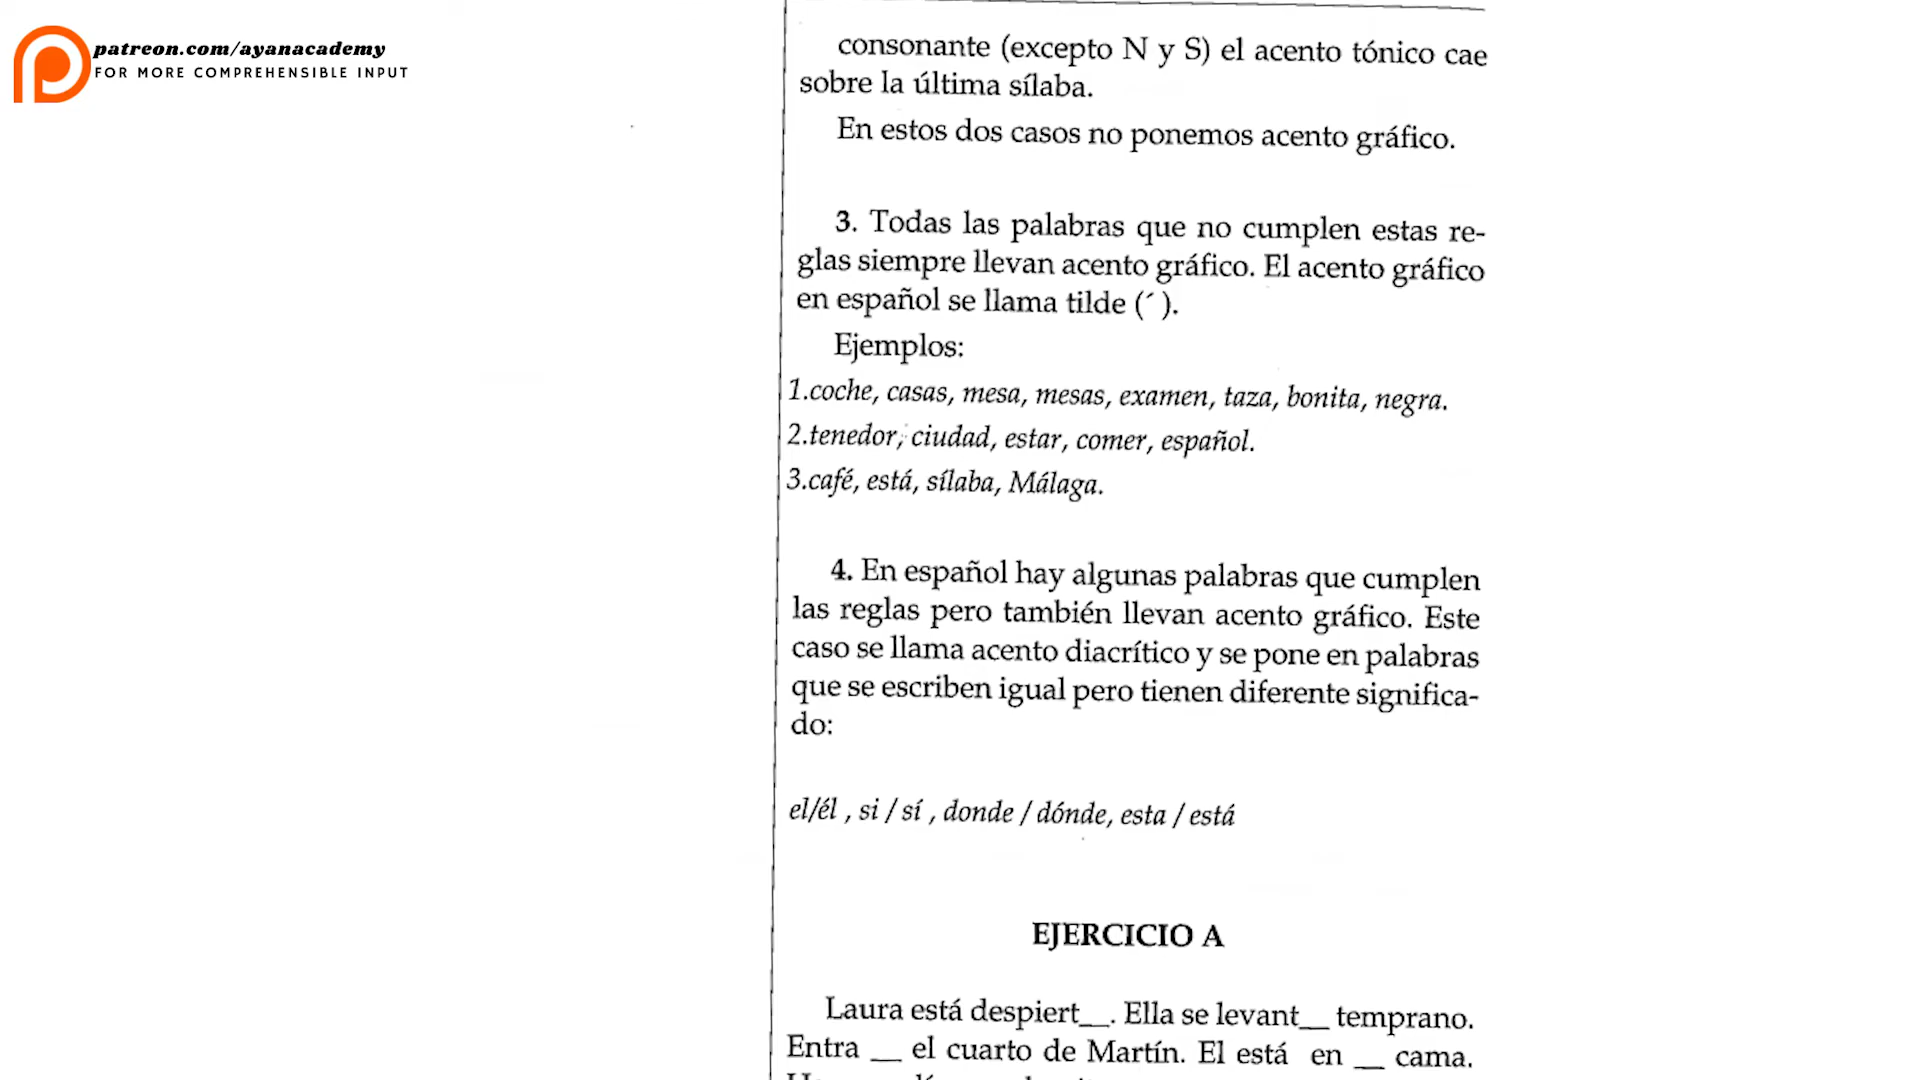 patreon.com/ayanacademy
FOR MORE COMPREHENSIBLE INPUT
consonante (excepto N y S) el acento tónico cae
sobre la última sílaba.
En estos dos casos no ponemos acento gráfico.
3. Todas las palabras que no cumplen estas re-
glas siempre llevan acento gráfico. El acento gráfico
en español se llama tilde (´ ).
Ejemplos:
1.coche, casas, mesa, mesas, examen, taza, bonita, negra.
2.tenedor, ciudad, estar, comer, español.
3.café, está, sílaba, Málaga.
4. En español hay algunas palabras que cumplen
las reglas pero también llevan acento gráfico. Este
caso se llama acento diacrítico y se pone en palabras
que se escriben igual pero tienen diferente significa-
do:
el/él , si / sí , donde / dónde, esta / está
EJERCICIO A
Laura está despiert__. Ella se levant__ temprano.
Entra __ el cuarto de Martín. El está en __ cama.